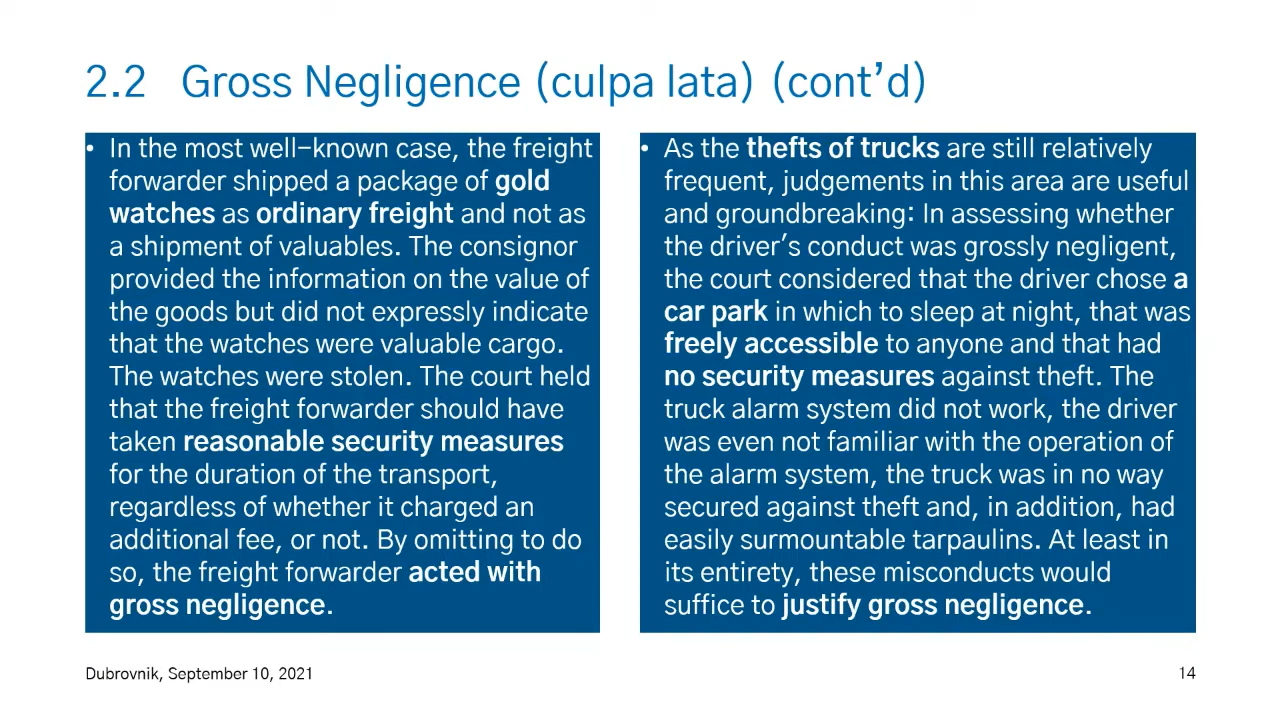 2.2 Gross Negligence (culpa lata) (cont’d)
• In the most well-known case, the freight
forwarder shipped a package of gold
watches as ordinary freight and not as
a shipment of valuables. The consignor
provided the information on the value of
the goods but did not expressly indicate
that the watches were valuable cargo.
The watches were stolen. The court held
that the freight forwarder should have
taken reasonable security measures
for the duration of the transport,
regardless of whether it charged an
additional fee, or not. By omitting to do
so, the freight forwarder acted with
gross negligence.
• As the thefts of trucks are still relatively
frequent, judgements in this area are useful
and groundbreaking: In assessing whether
the driver’s conduct was grossly negligent,
the court considered that the driver chose a
car park in which to sleep at night, that was
freely accessible to anyone and that had
no security measures against theft. The
truck alarm system did not work, the driver
was even not familiar with the operation of
the alarm system, the truck was in no way
secured against theft and, in addition, had
easily surmountable tarpaulins. At least in
its entirety, these misconducts would
suffice to justify gross negligence.
Dubrovnik, September 10, 2021
14